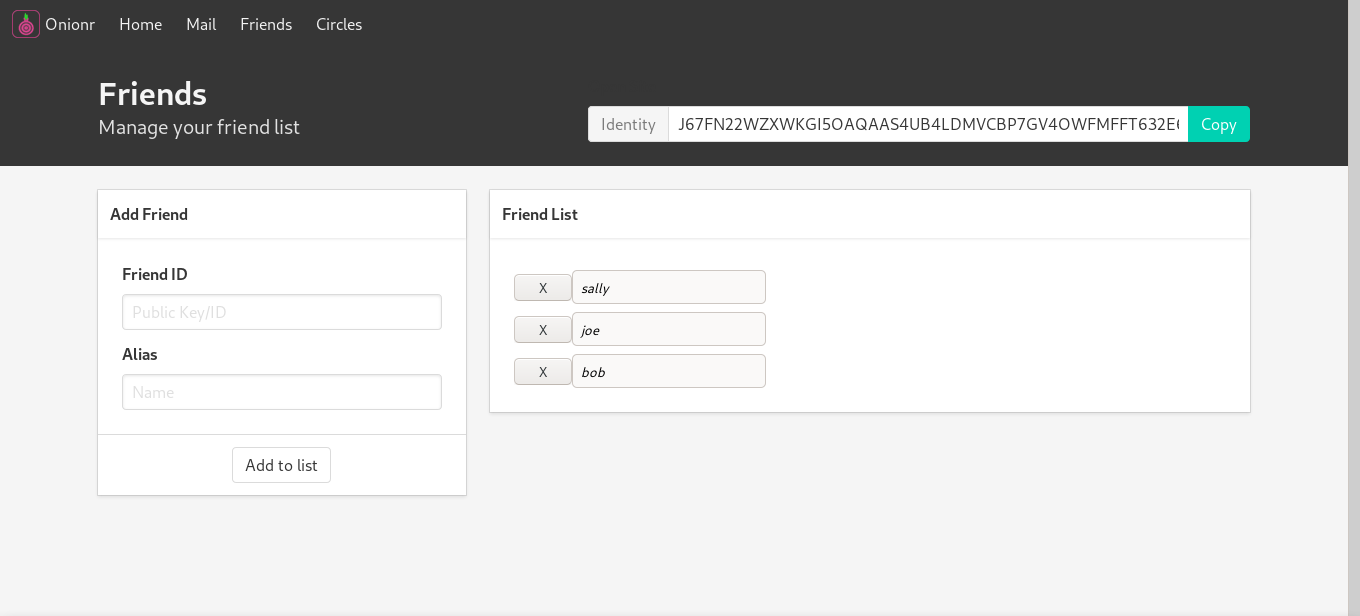 Onionr Home Mail Friends Circles
Friends
Manage your friend list
Identity J67FN22WZXWKGI5OAQAAS4UB4LDMVCBP7GV4OWFMFFT632E Copy
Add Friend
Friend ID
Public Key/ID
Alias
Name
Add to list
Friend List
X sally
X joe
X bob